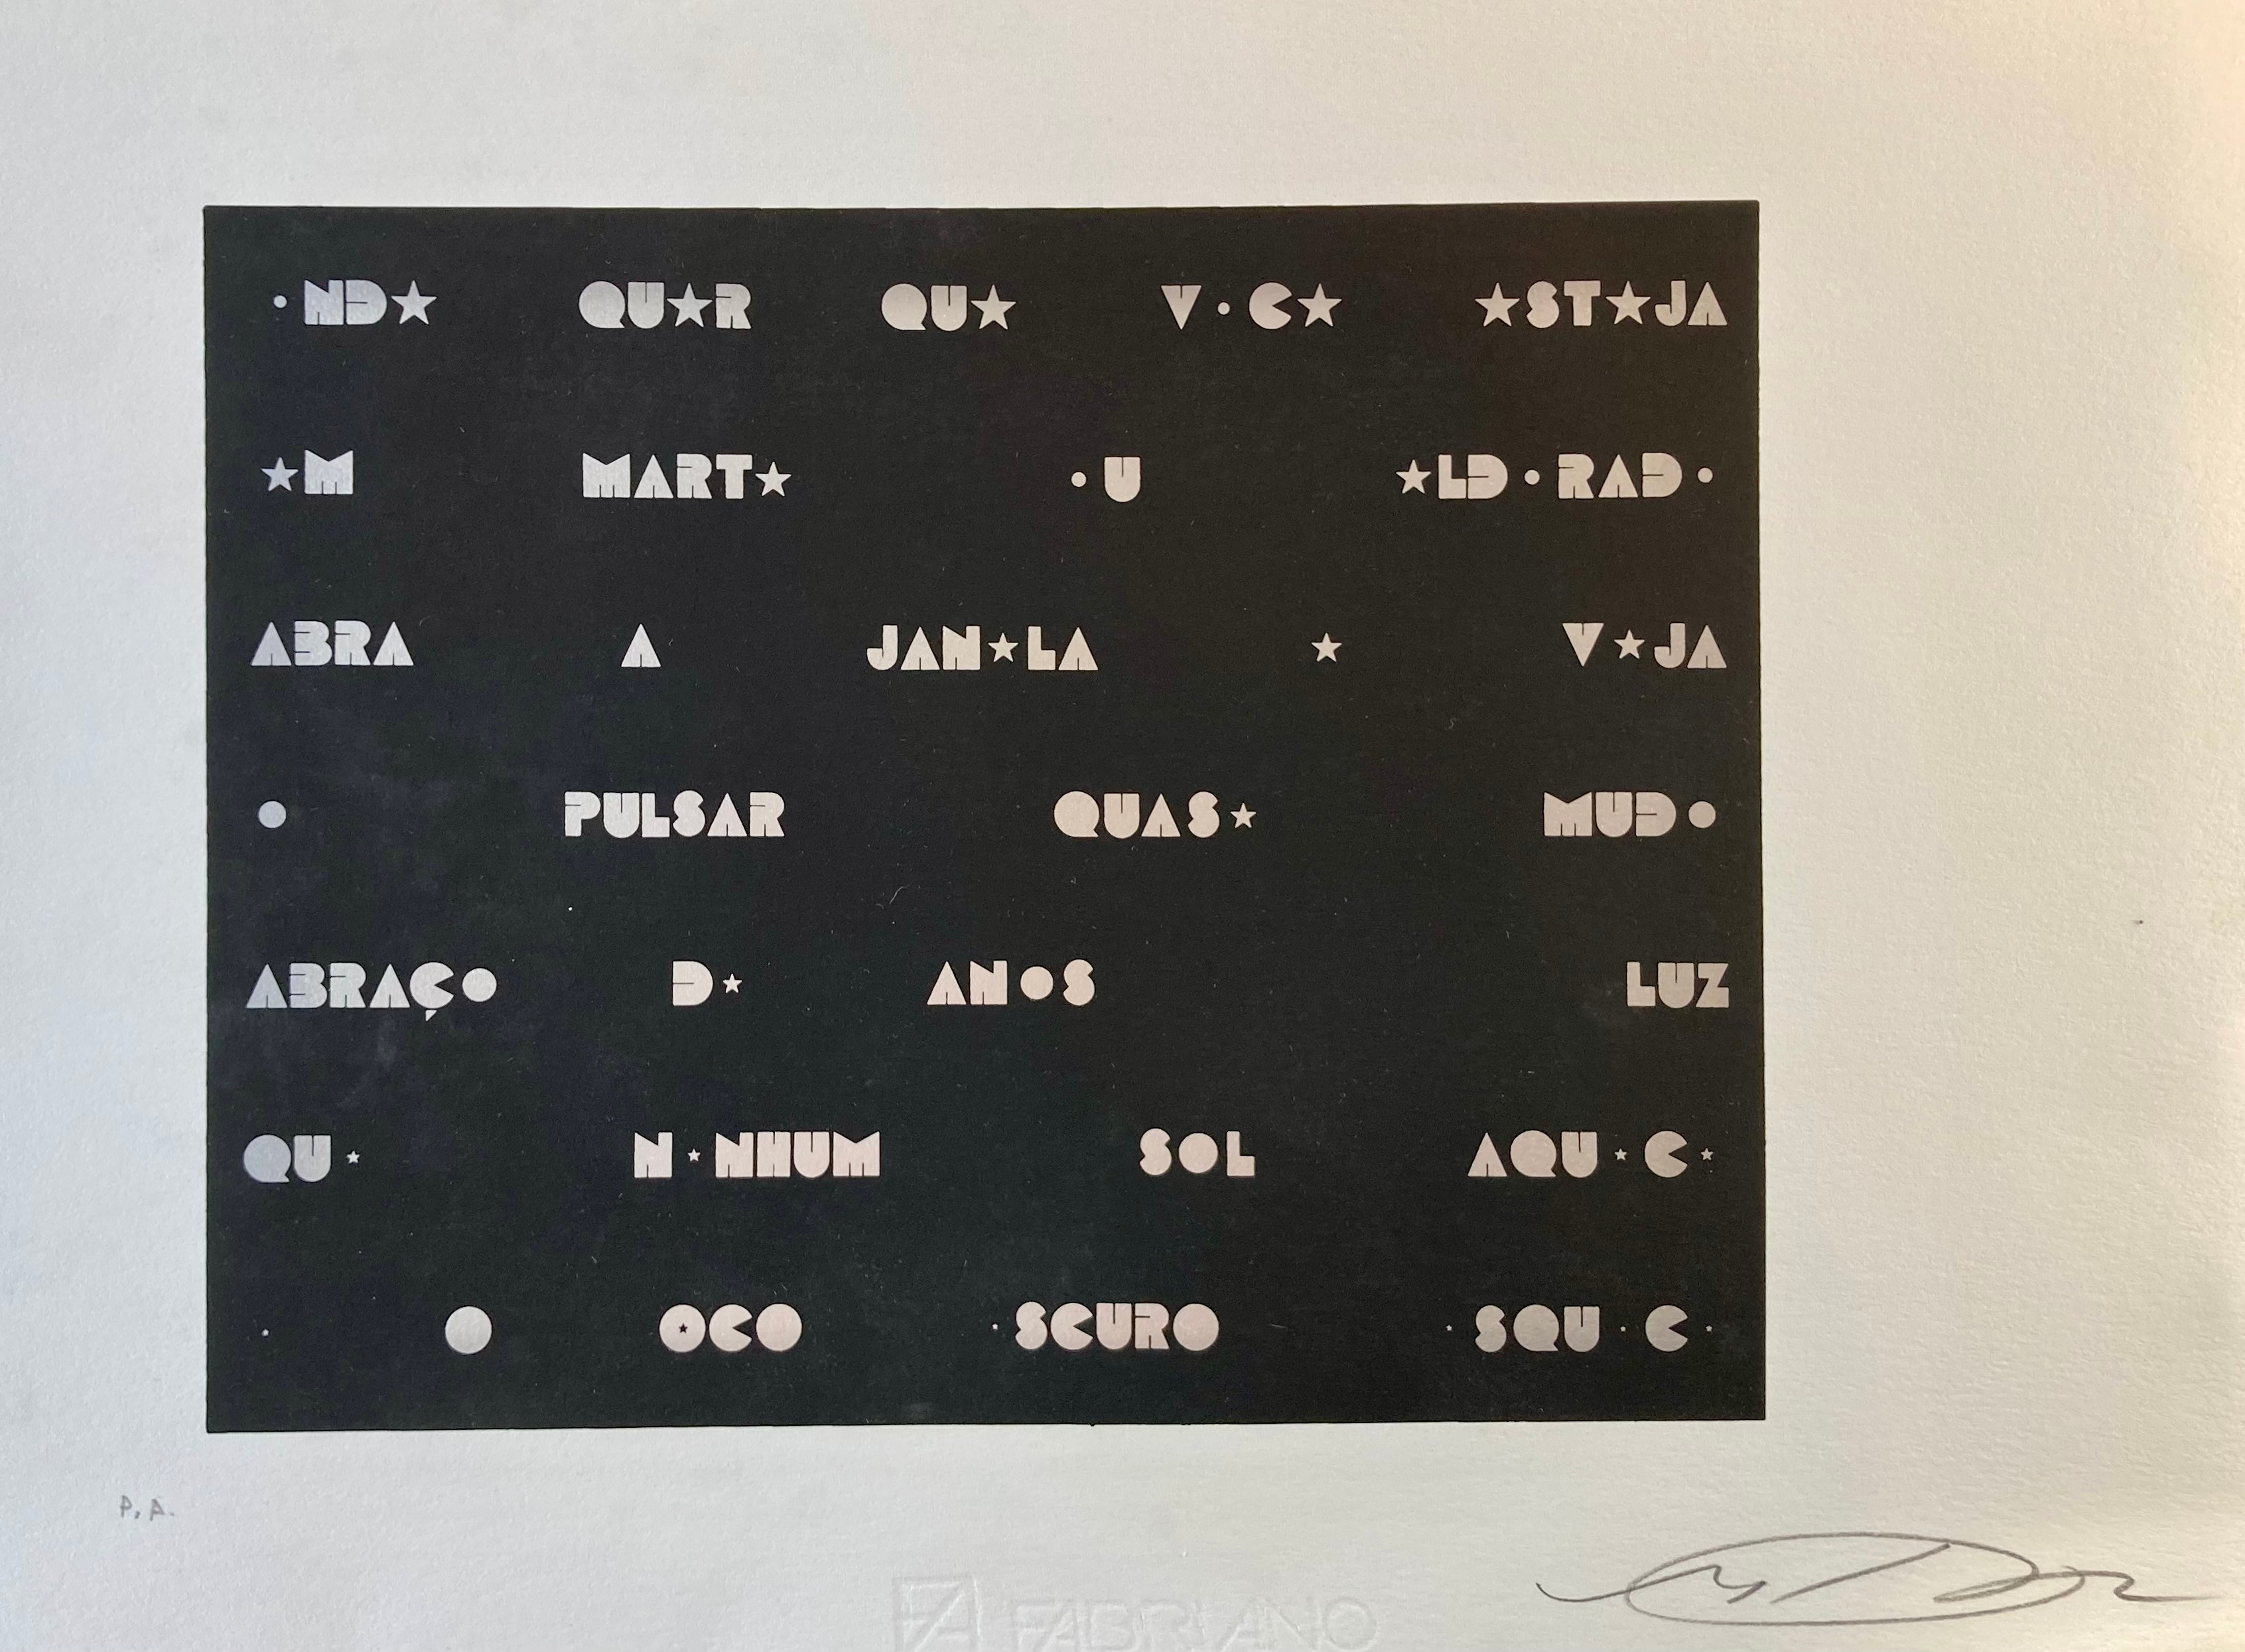 •ND★ QU★R QU★ V•C★ ★ST★JA
★M MART★ •U ★LD•RAD•
ABRA A JAN★LA ★ V★JA
● PULSAR QUAS★ MUD●
ABRAÇ● D★ AN●S LUZ
QU★ N★NHUM SOL AQU★C★
★ O OCO ★SCURO ★SQU★C★
P.A.
FA FABRIANO